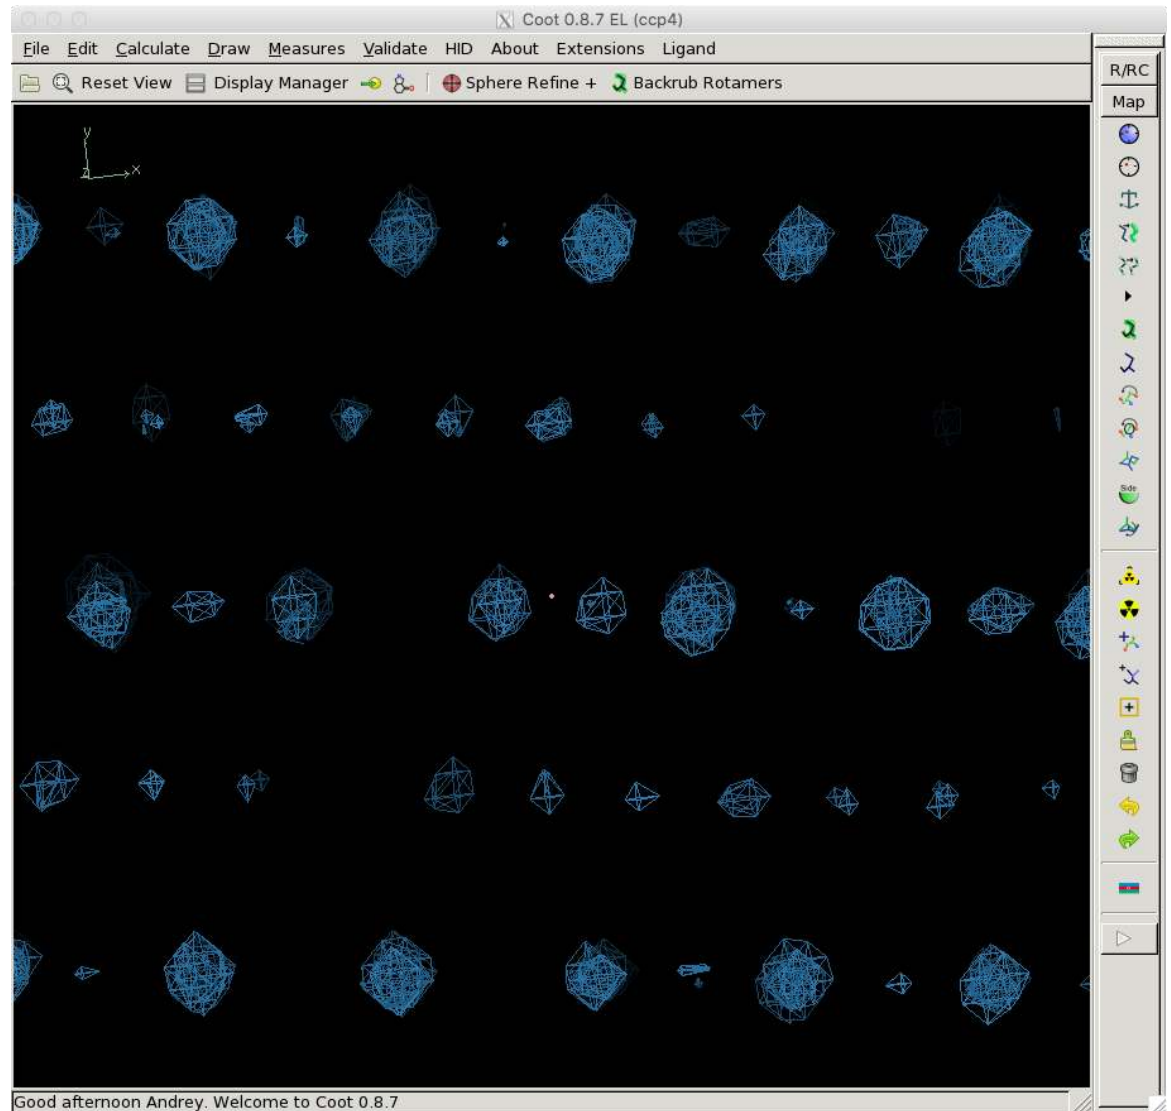 Coot 0.8.7 EL (ccp4)
File Edit Calculate Draw Measures Validate HID About Extensions Ligand
Reset View Display Manager Sphere Refine + Backrub Rotamers
R/RC
Map
y
x
z
Side
Good afternoon Andrey. Welcome to Coot 0.8.7